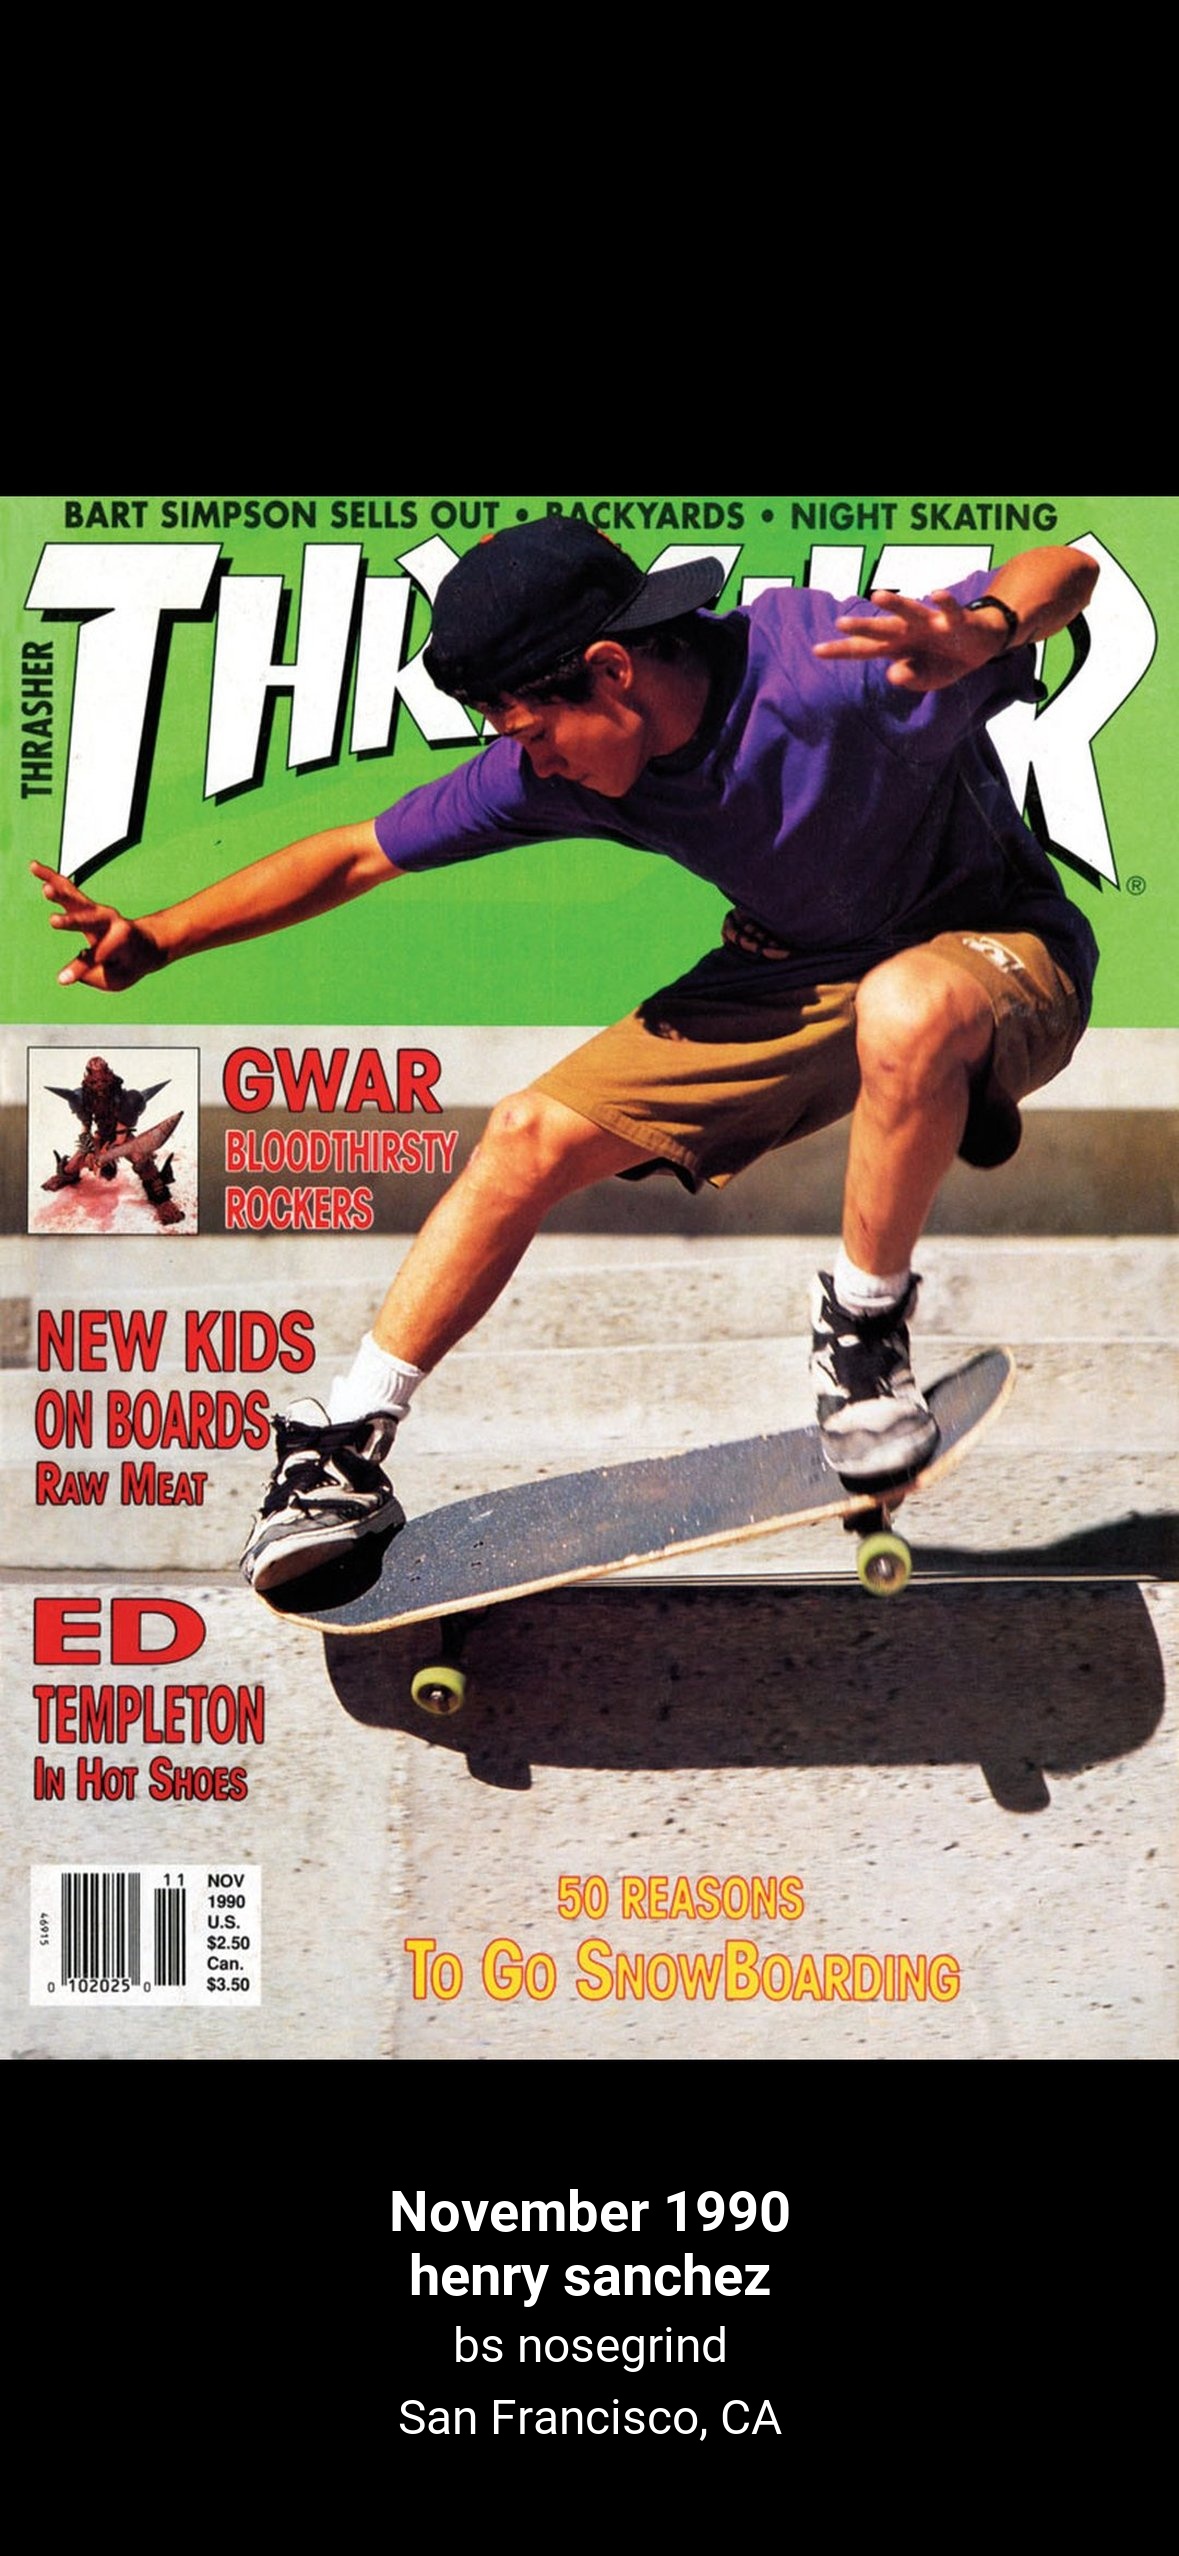 BART SIMPSON SELLS OUT • BACKYARDS • NIGHT SKATING
THRASHER
THRASHER
®
GWAR
BLOODTHIRSTY
ROCKERS
NEW KIDS
ON BOARDS
RAW MEAT
ED
TEMPLETON
IN HOT SHOES
11
NOV
1990
U.S.
$2.50
Can.
$3.50
46915
0 102025 0
50 REASONS
TO GO SNOWBOARDING
November 1990
henry sanchez
bs nosegrind
San Francisco, CA